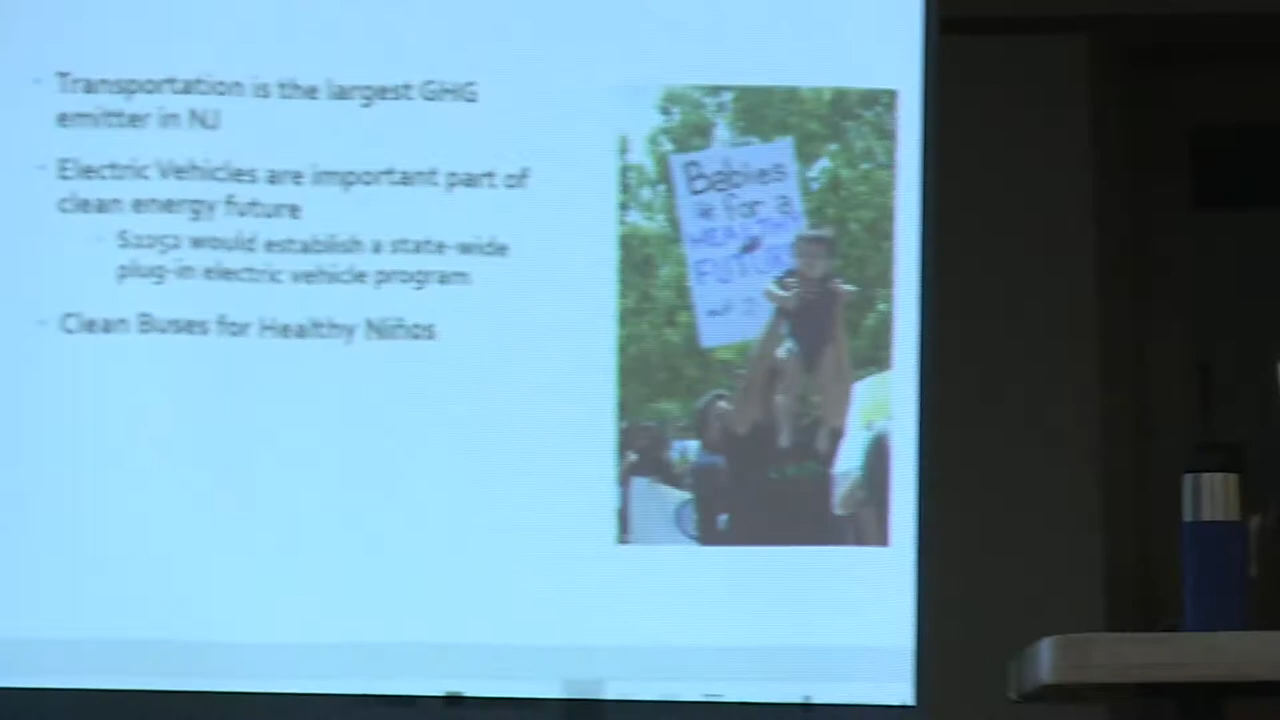 Transportation is the largest GHG
emitter in NJ
Electric Vehicles are important part of
clean energy future
S2252 would establish a state-wide
plug-in electric vehicle program
Clean Buses for Healthy Niños
Babies
for a